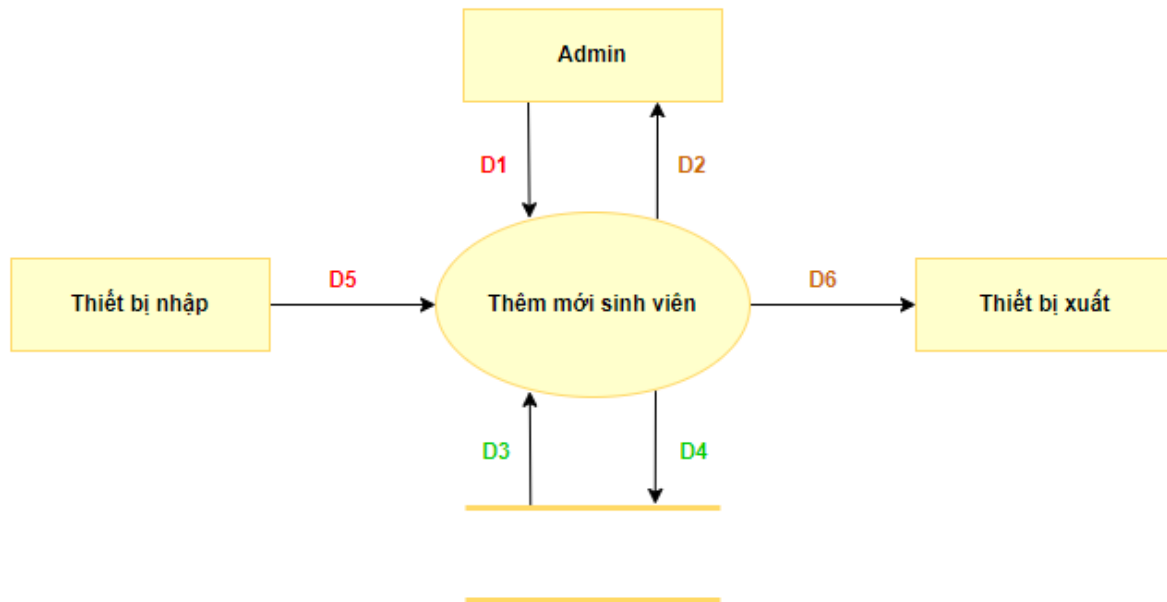 Admin
D1
D2
Thiết bị nhập
D5
Thêm mới sinh viên
D6
Thiết bị xuất
D3
D4